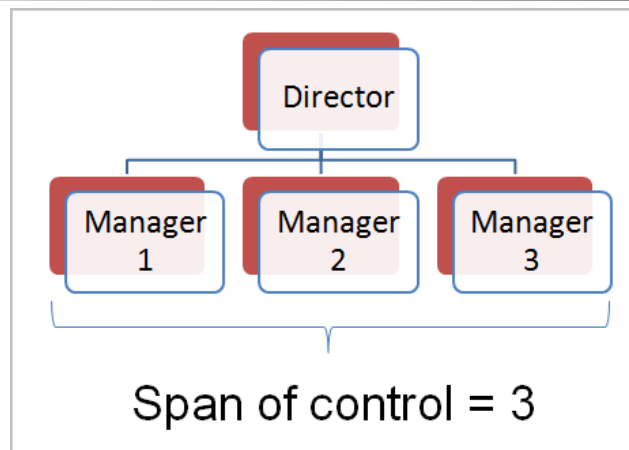 Director
Manager
1
Manager
2
Manager
3
Span of control = 3